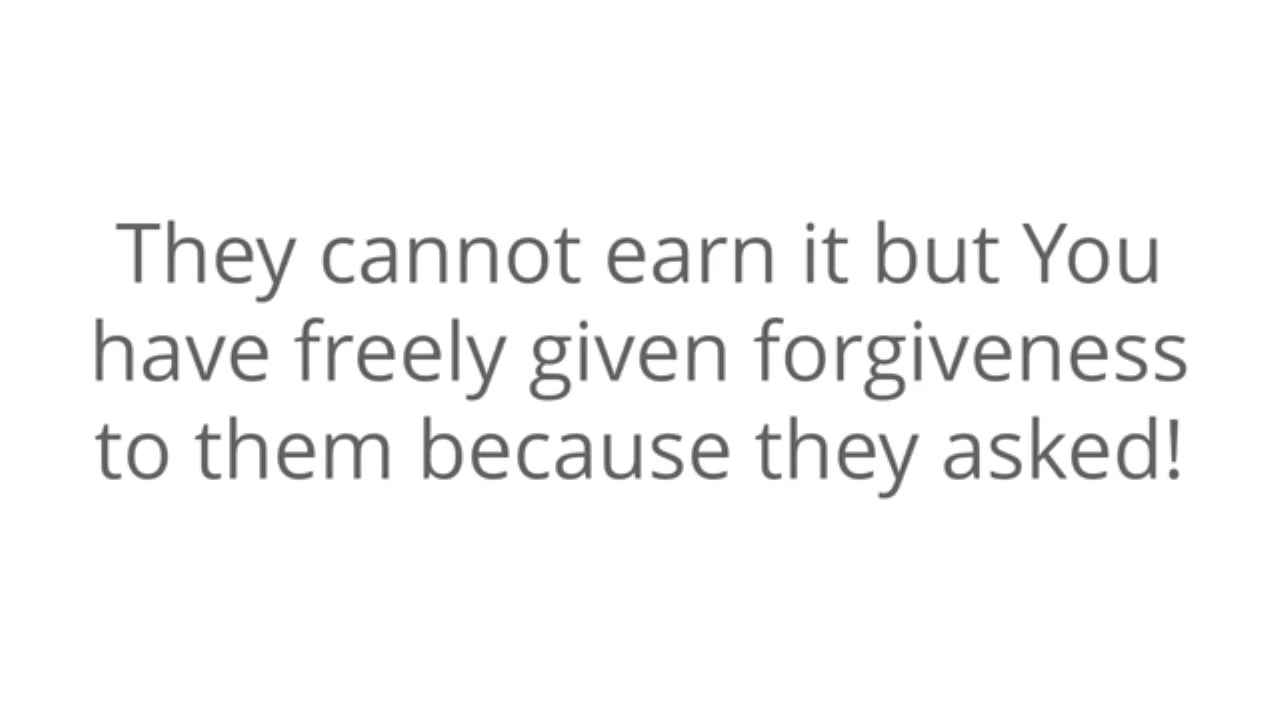 They cannot earn it but You
have freely given forgiveness
to them because they asked!